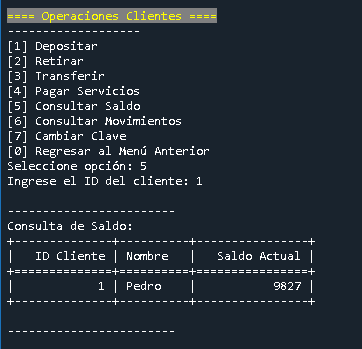 ==== Operaciones Clientes ====
-------------------
[1] Depositar
[2] Retirar
[3] Transferir
[4] Pagar Servicios
[5] Consultar Saldo
[6] Consultar Movimientos
[7] Cambiar Clave
[0] Regresar al Menú Anterior
Seleccione opción: 5
Ingrese el ID del cliente: 1

------------------------
Consulta de Saldo:
+--------------+----------+----------------+
|   ID Cliente | Nombre   |   Saldo Actual |
+==============+==========+================+
|            1 | Pedro    |           9827 |
+--------------+----------+----------------+

------------------------